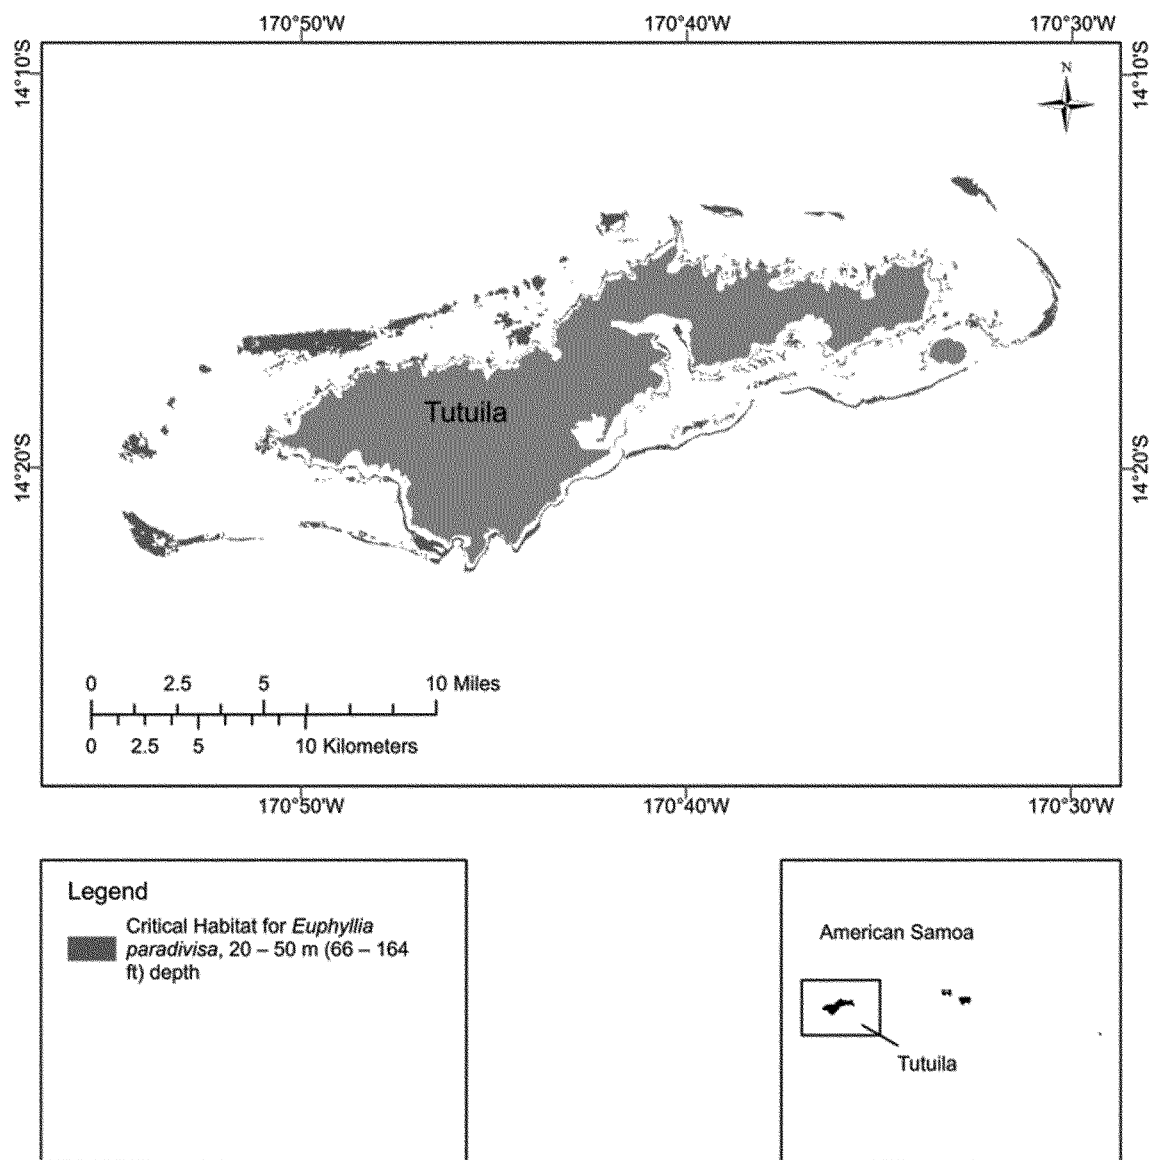 170°50'W 170°40'W 170°30'W
14°10'S
14°10'S
N
Tutuila
14°20'S
14°20'S
0 2.5 5 10 Miles
0 2.5 5 10 Kilometers
170°50'W 170°40'W 170°30'W
Legend
Critical Habitat for Euphyllia
paradivisa, 20 – 50 m (66 – 164
ft) depth
American Samoa
Tutuila